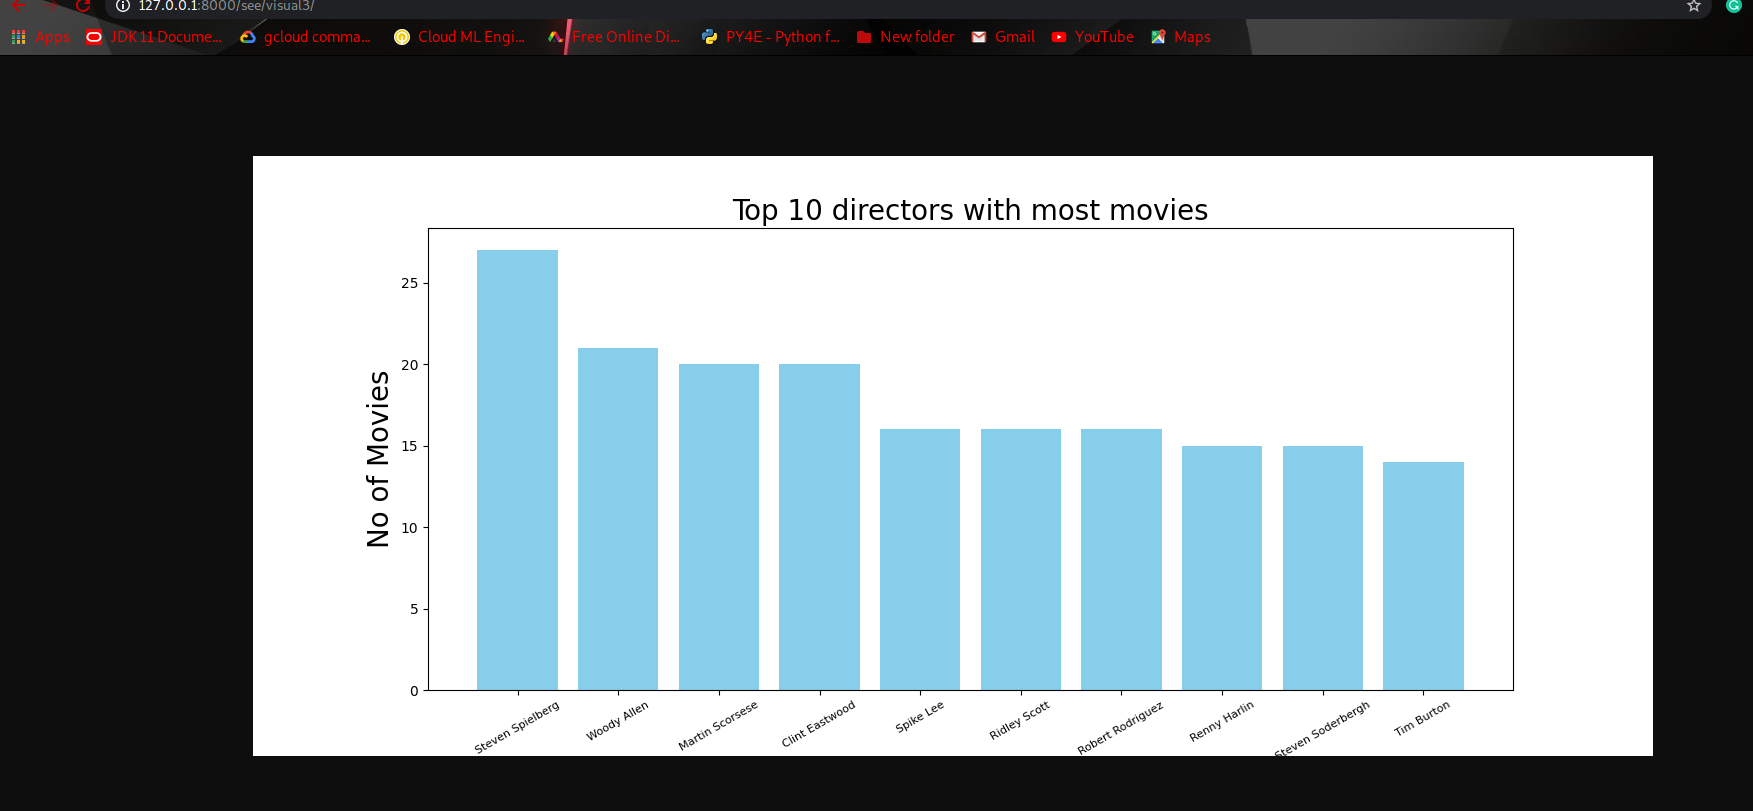 127.0.0.1:8000/see/visual3/
Apps JDK 11 Docume... gcloud comma... Cloud ML Engi... Free Online Di... PY4E - Python f... New folder Gmail YouTube Maps
Top 10 directors with most movies
No of Movies
25
20
15
10
5
0
Steven Spielberg
Woody Allen
Martin Scorsese
Clint Eastwood
Spike Lee
Ridley Scott
Robert Rodriguez
Renny Harlin
Steven Soderbergh
Tim Burton